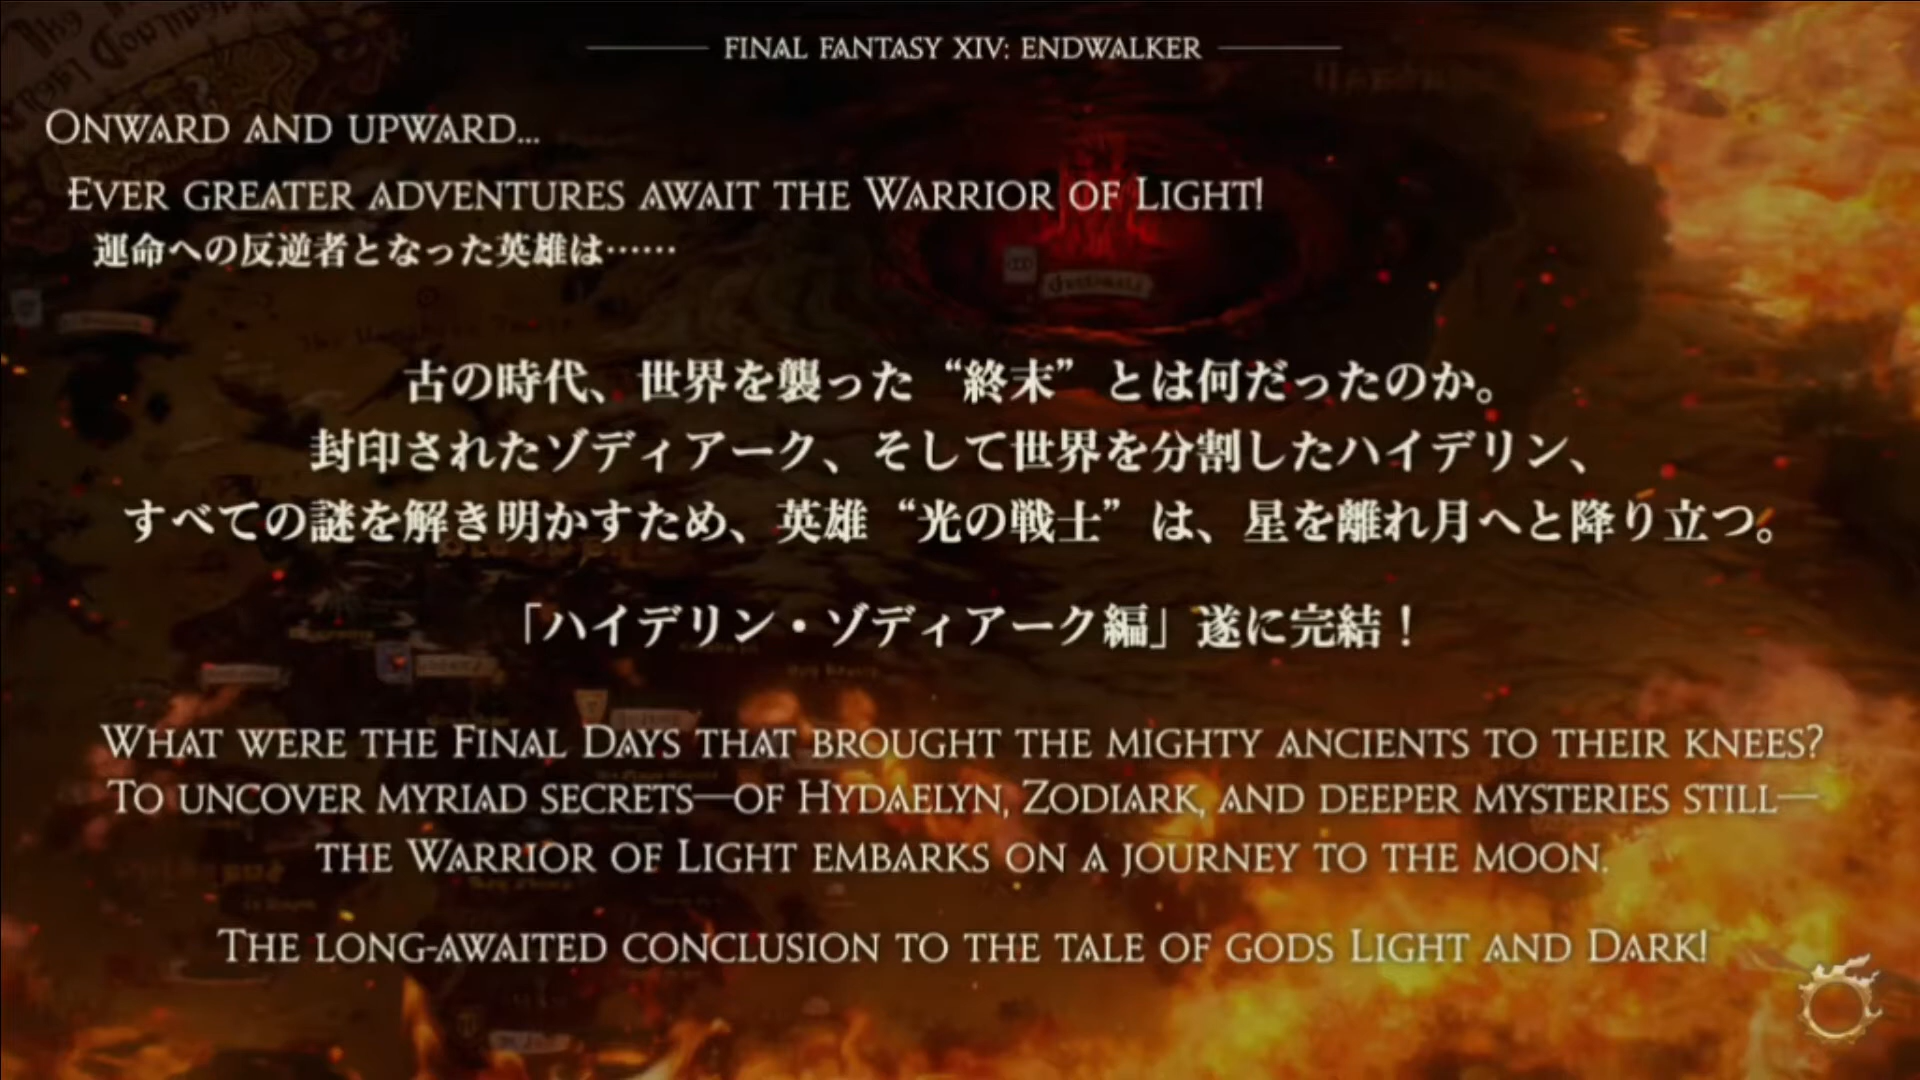 FINAL FANTASY XIV: ENDWALKER
ONWARD AND UPWARD...
EVER GREATER ADVENTURES AWAIT THE WARRIOR OF LIGHT!
運命への反逆者となった英雄は……
古の時代、世界を襲った“終末”とは何だったのか。
封印されたゾディアーク、そして世界を分割したハイデリン、
すべての謎を解き明かすため、英雄“光の戦士”は、星を離れ月へと降り立つ。
「ハイデリン・ゾディアーク編」遂に完結！
WHAT WERE THE FINAL DAYS THAT BROUGHT THE MIGHTY ANCIENTS TO THEIR KNEES?
TO UNCOVER MYRIAD SECRETS—OF HYDAELYN, ZODIARK, AND DEEPER MYSTERIES STILL—
THE WARRIOR OF LIGHT EMBARKS ON A JOURNEY TO THE MOON.
THE LONG-AWAITED CONCLUSION TO THE TALE OF GODS LIGHT AND DARK!